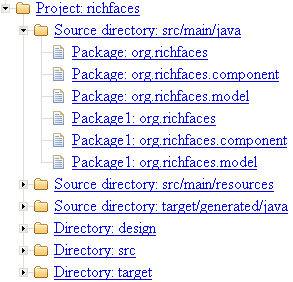 Project: richfaces
Source directory: src/main/java
Package: org.richfaces
Package: org.richfaces.component
Package: org.richfaces.model
Package1: org.richfaces
Package1: org.richfaces.component
Package1: org.richfaces.model
Source directory: src/main/resources
Source directory: target/generated/java
Directory: design
Directory: src
Directory: target